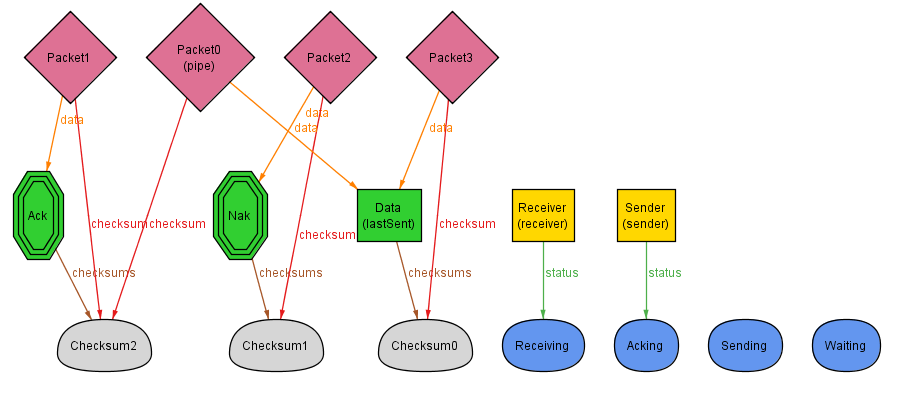 Packet1
Packet0
(pipe)
Packet2
Packet3
data
data
data
data
Ack
Nak
Data
(lastSent)
Receiver
(receiver)
Sender
(sender)
checksum
checksum
checksum
checksum
checksums
checksums
checksums
status
status
Checksum2
Checksum1
Checksum0
Receiving
Acking
Sending
Waiting